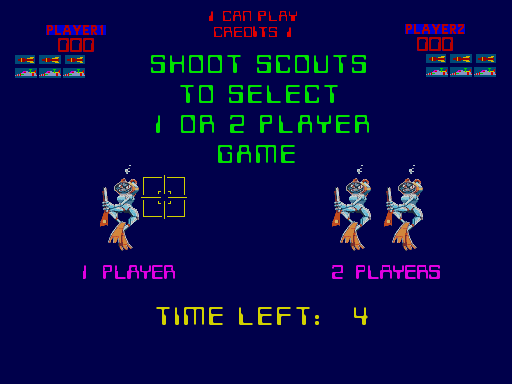 1 CAN PLAY
CREDITS 1
PLAYER1
000
PLAYER2
000
SHOOT SCOUTS
TO SELECT
1 OR 2 PLAYER
GAME
1 PLAYER
2 PLAYERS
TIME LEFT: 4